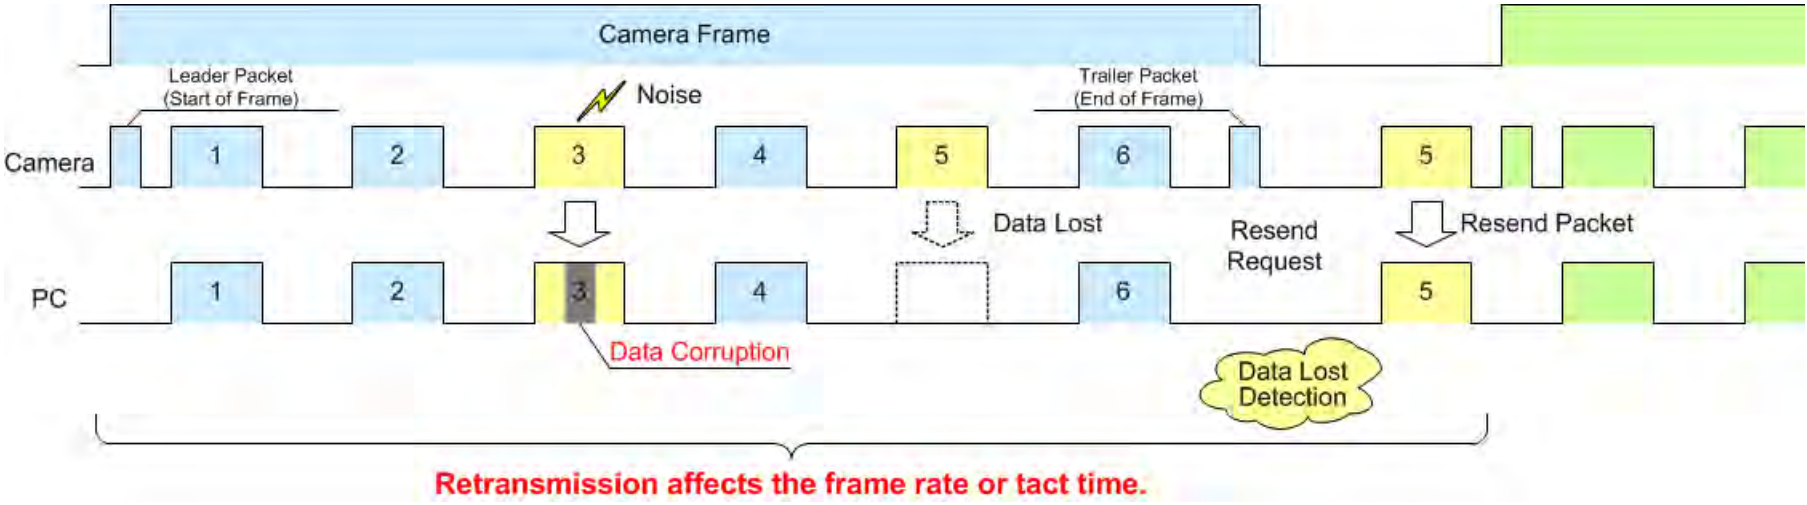 Camera Frame
Leader Packet
(Start of Frame)
Noise
Trailer Packet
(End of Frame)
Camera
1
2
3
4
5
6
5
Data Lost
Resend
Request
Resend Packet
PC
1
2
3
4
6
5
Data Corruption
Data Lost
Detection
Retransmission affects the frame rate or tact time.